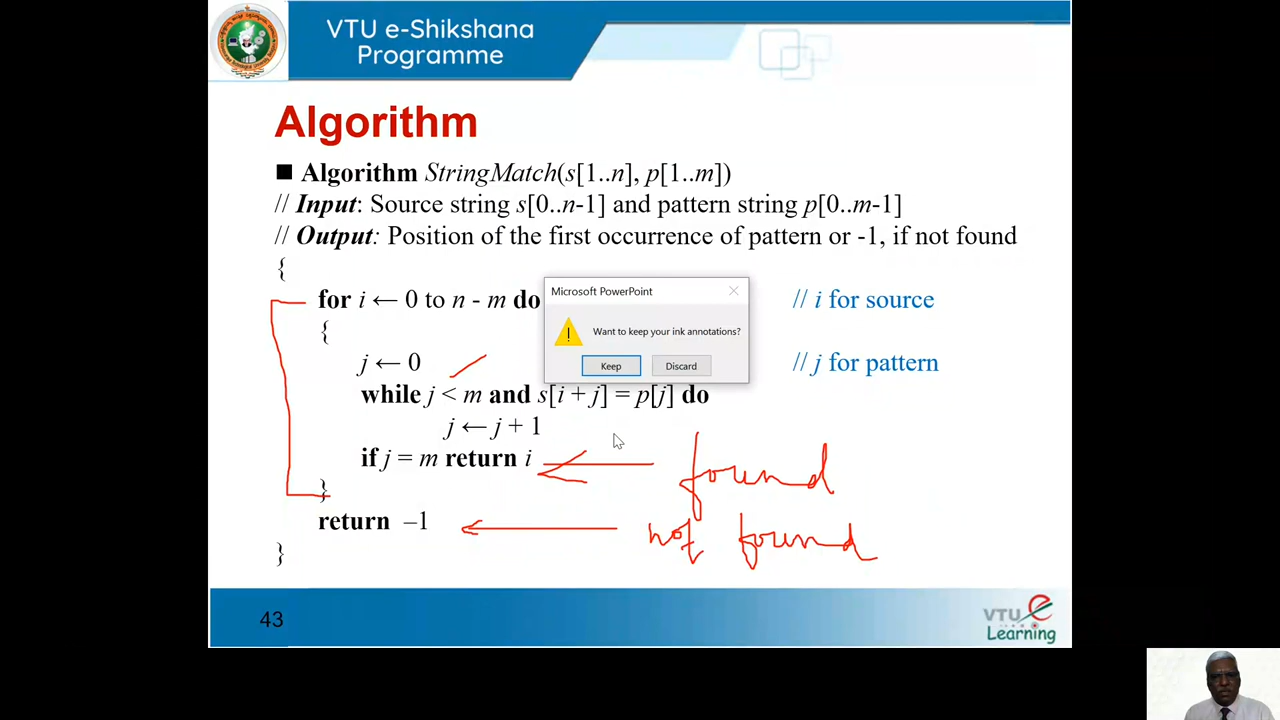 VTU e-Shikshana
Programme
Algorithm
■ Algorithm StringMatch(s[1..n], p[1..m])
// Input: Source string s[0..n-1] and pattern string p[0..m-1]
// Output: Position of the first occurrence of pattern or -1, if not found
{
for i ← 0 to n - m do // i for source
{
j ← 0 // j for pattern
while j < m and s[i + j] = p[j] do
j ← j + 1
if j = m return i found
}
return –1 not found
}
Microsoft PowerPoint
Want to keep your ink annotations?
Keep Discard
43
VTU e
Learning